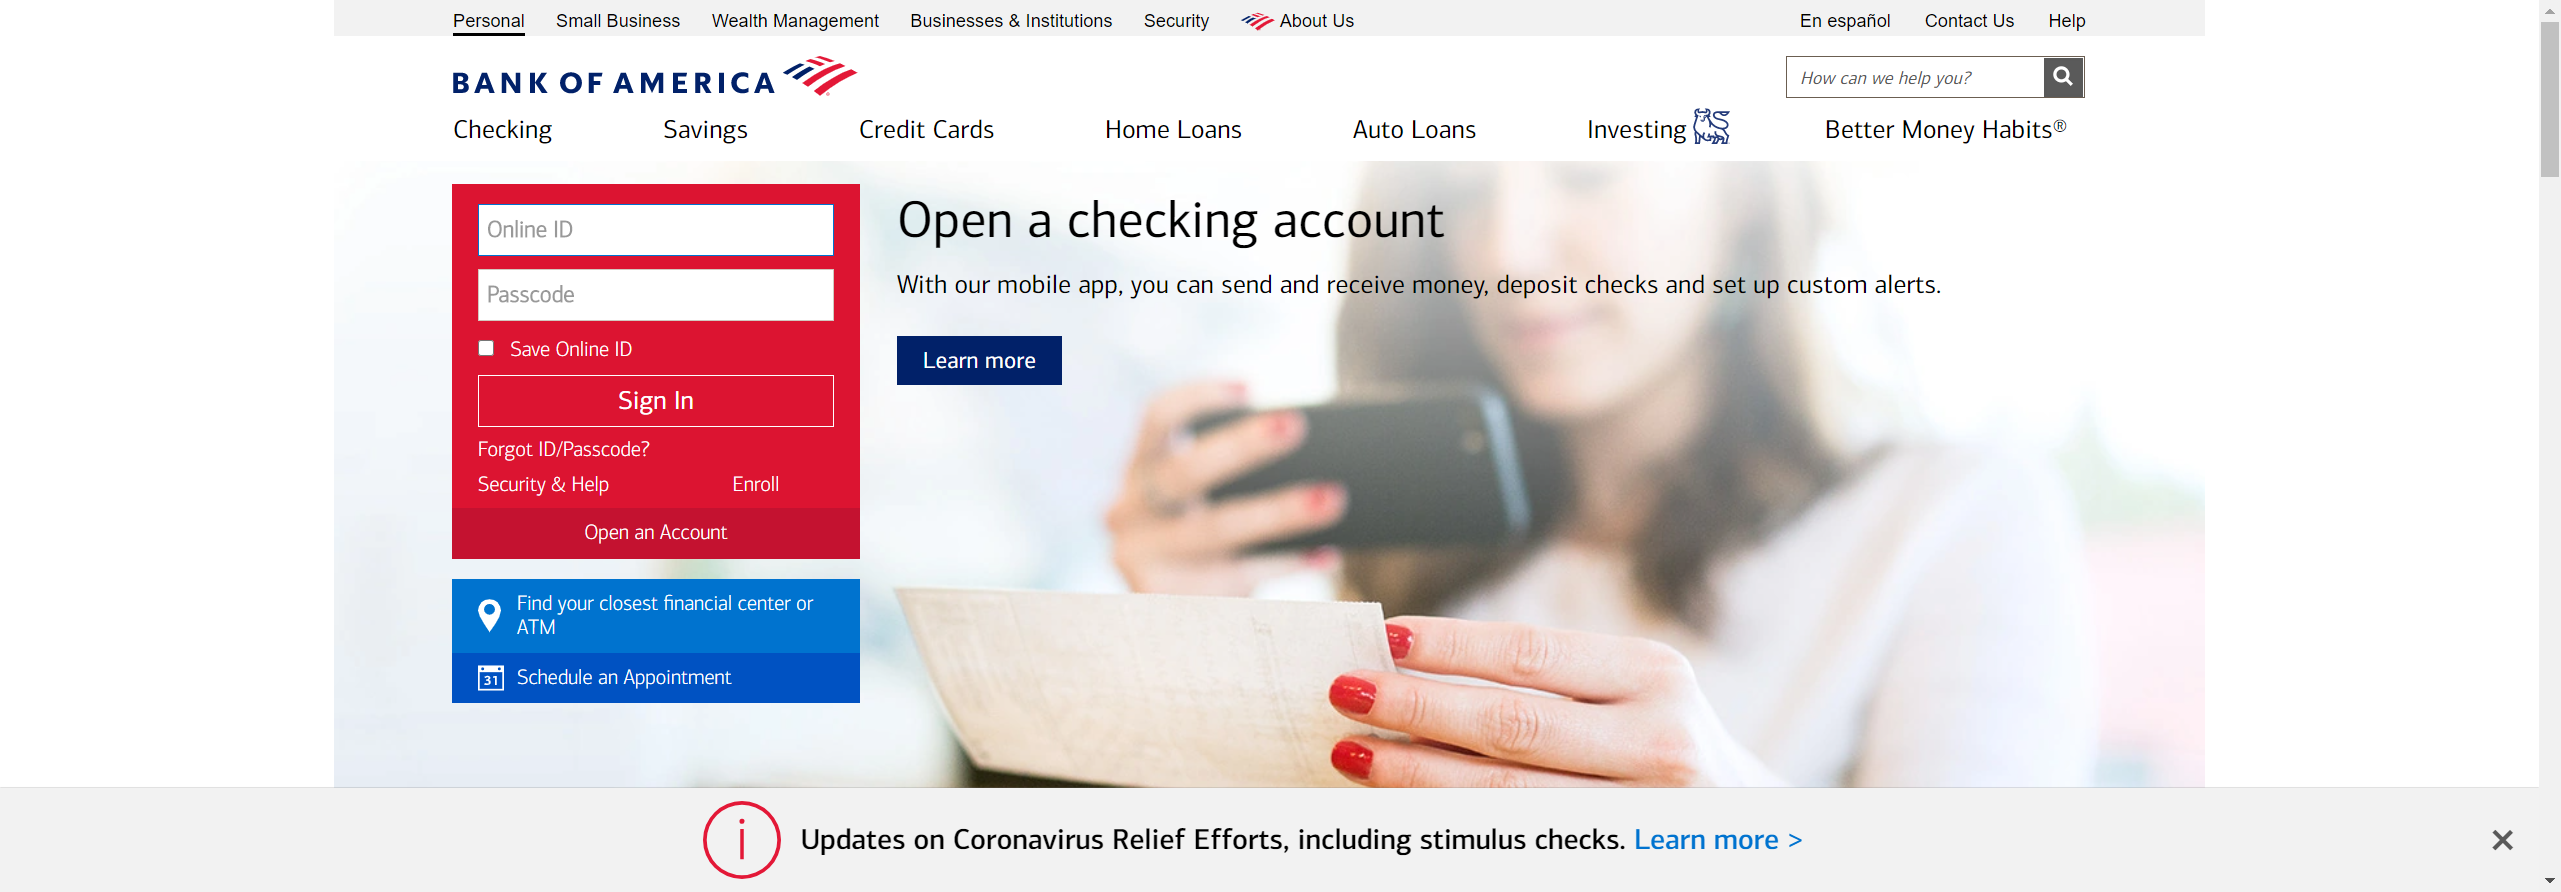 Personal Small Business Wealth Management Businesses & Institutions Security About Us En español Contact Us Help
BANK OF AMERICA
How can we help you?
Checking Savings Credit Cards Home Loans Auto Loans Investing Better Money Habits®
Online ID
Passcode
Save Online ID
Sign In
Forgot ID/Passcode?
Security & Help Enroll
Open an Account
Find your closest financial center or
ATM
31 Schedule an Appointment
Open a checking account
With our mobile app, you can send and receive money, deposit checks and set up custom alerts.
Learn more
i Updates on Coronavirus Relief Efforts, including stimulus checks. Learn more >